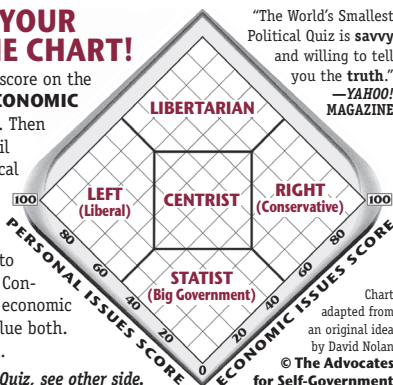 YOUR
E CHART!
score on the
CONOMIC
. Then
il
cal
to
Con-
economic
lue both.
.
Quiz, see other side.
“The World’s Smallest
Political Quiz is savvy
and willing to tell
you the truth.”
—YAHOO!
MAGAZINE
LIBERTARIAN
LEFT
(Liberal)
CENTRIST
RIGHT
(Conservative)
STATIST
(Big Government)
100
80
60
40
20
0
20
40
60
80
100
PERSONAL ISSUES SCORE
ECONOMIC ISSUES SCORE
Chart
adapted from
an original idea
by David Nolan
© The Advocates
for Self-Government